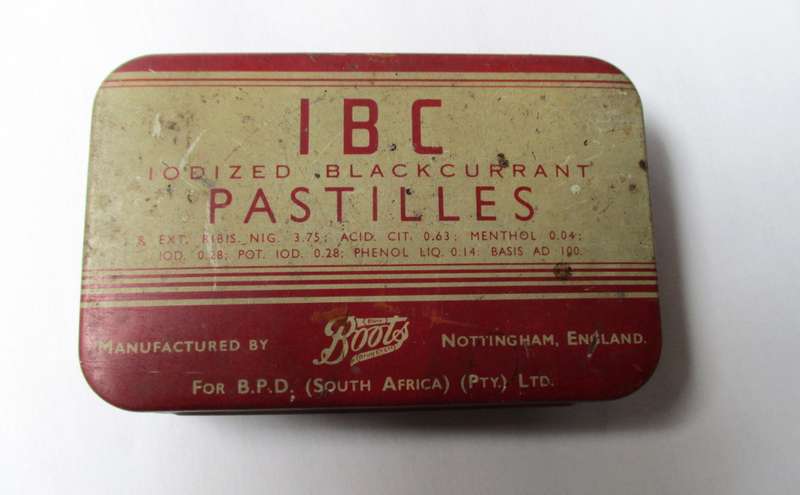 IBC
IODIZED BLACKCURRANT
PASTILLES
% EXT. RIBIS. NIG. 3.75; ACID. CIT. 0.63; MENTHOL 0.04;
IOD. 0.28; POT. IOD. 0.28; PHENOL LIQ. 0.14. BASIS AD 100.
MANUFACTURED BY Boots NOTTINGHAM, ENGLAND.
FOR B.P.D. (SOUTH AFRICA) (PTY.) LTD.